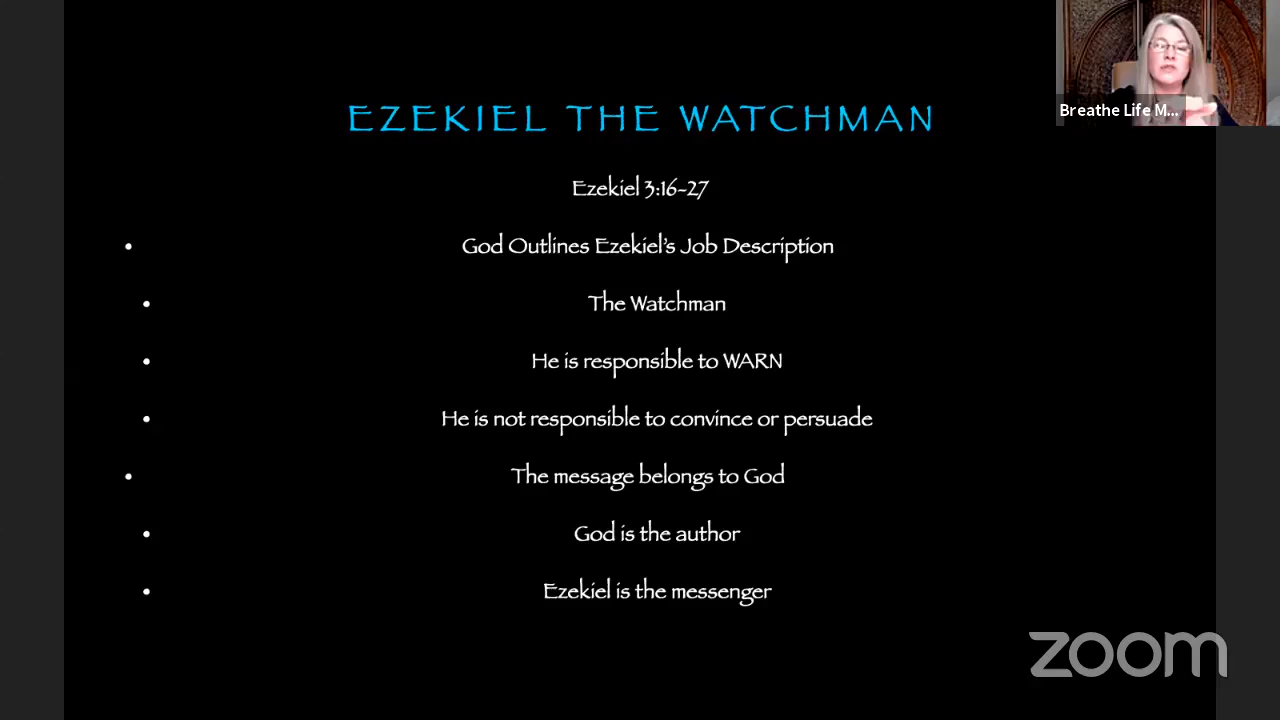 Breathe Life M...
EZEKIEL THE WATCHMAN
Ezekiel 3:16-27
• God Outlines Ezekiel's Job Description
• The Watchman
• He is responsible to WARN
• He is not responsible to convince or persuade
• The message belongs to God
• God is the author
• Ezekiel is the messenger
zoom